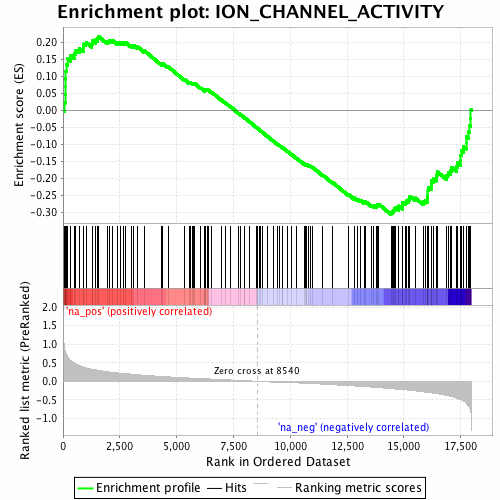 Enrichment plot: ION_CHANNEL_ACTIVITY
Enrichment score (ES)
0.20
0.15
0.10
0.05
0.00
-0.05
-0.10
-0.15
-0.20
-0.25
-0.30
'na_pos' (positively correlated)
Ranked list metric (PreRanked)
2.0
1.5
1.0
0.5
0.0
-0.5
-1.0
Zero cross at 8540
'na_neg' (negatively correlated)
0 2,500 5,000 7,500 10,000 12,500 15,000 17,500
Rank in Ordered Dataset
Enrichment profile Hits Ranking metric scores